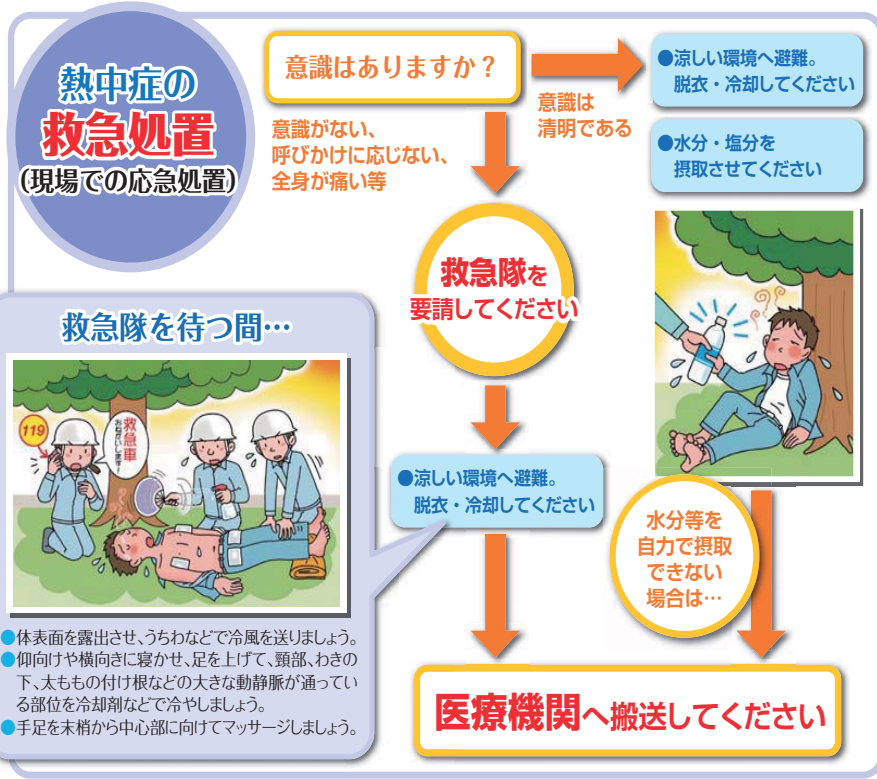 熱中症の
救急処置
(現場での応急処置)
意識はありますか？
意識は
清明である
●涼しい環境へ避難。
脱衣・冷却してください
●水分・塩分を
摂取させてください
意識がない、
呼びかけに応じない、
全身が痛い等
救急隊を
要請してください
救急隊を待つ間…
119
救急車
おねがいします！
●涼しい環境へ避難。
脱衣・冷却してください
水分等を
自力で摂取
できない
場合は…
●体表面を露出させ、うちわなどで冷風を送りましょう。
●仰向けや横向きに寝かせ、足を上げて、頸部、わきの
下、太ももの付け根などの大きな動静脈が通ってい
る部位を冷却剤などで冷やしましょう。
●手足を末梢から中心部に向けてマッサージしましょう。
医療機関へ搬送してください